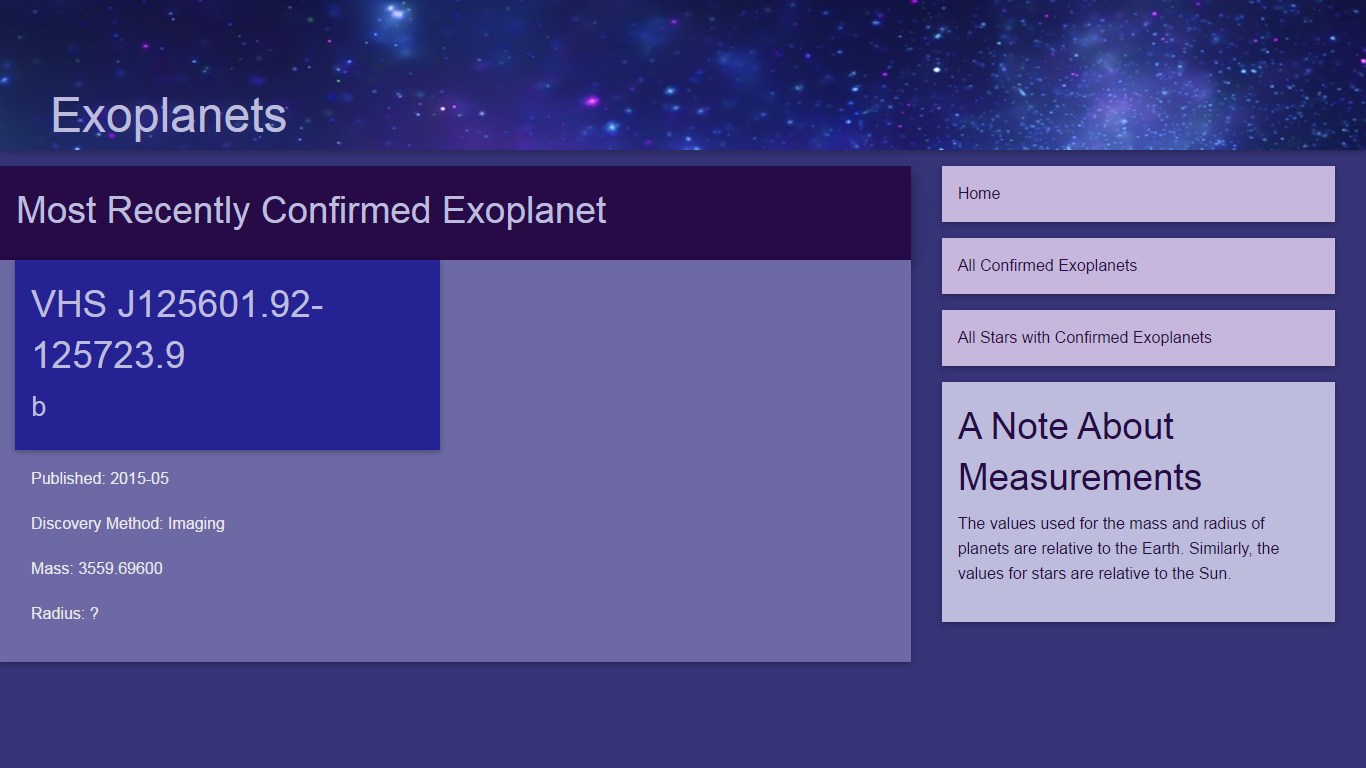 Exoplanets
Most Recently Confirmed Exoplanet
VHS J125601.92-
125723.9
b
Published: 2015-05
Discovery Method: Imaging
Mass: 3559.69600
Radius: ?
Home
All Confirmed Exoplanets
All Stars with Confirmed Exoplanets
A Note About
Measurements
The values used for the mass and radius of
planets are relative to the Earth. Similarly, the
values for stars are relative to the Sun.